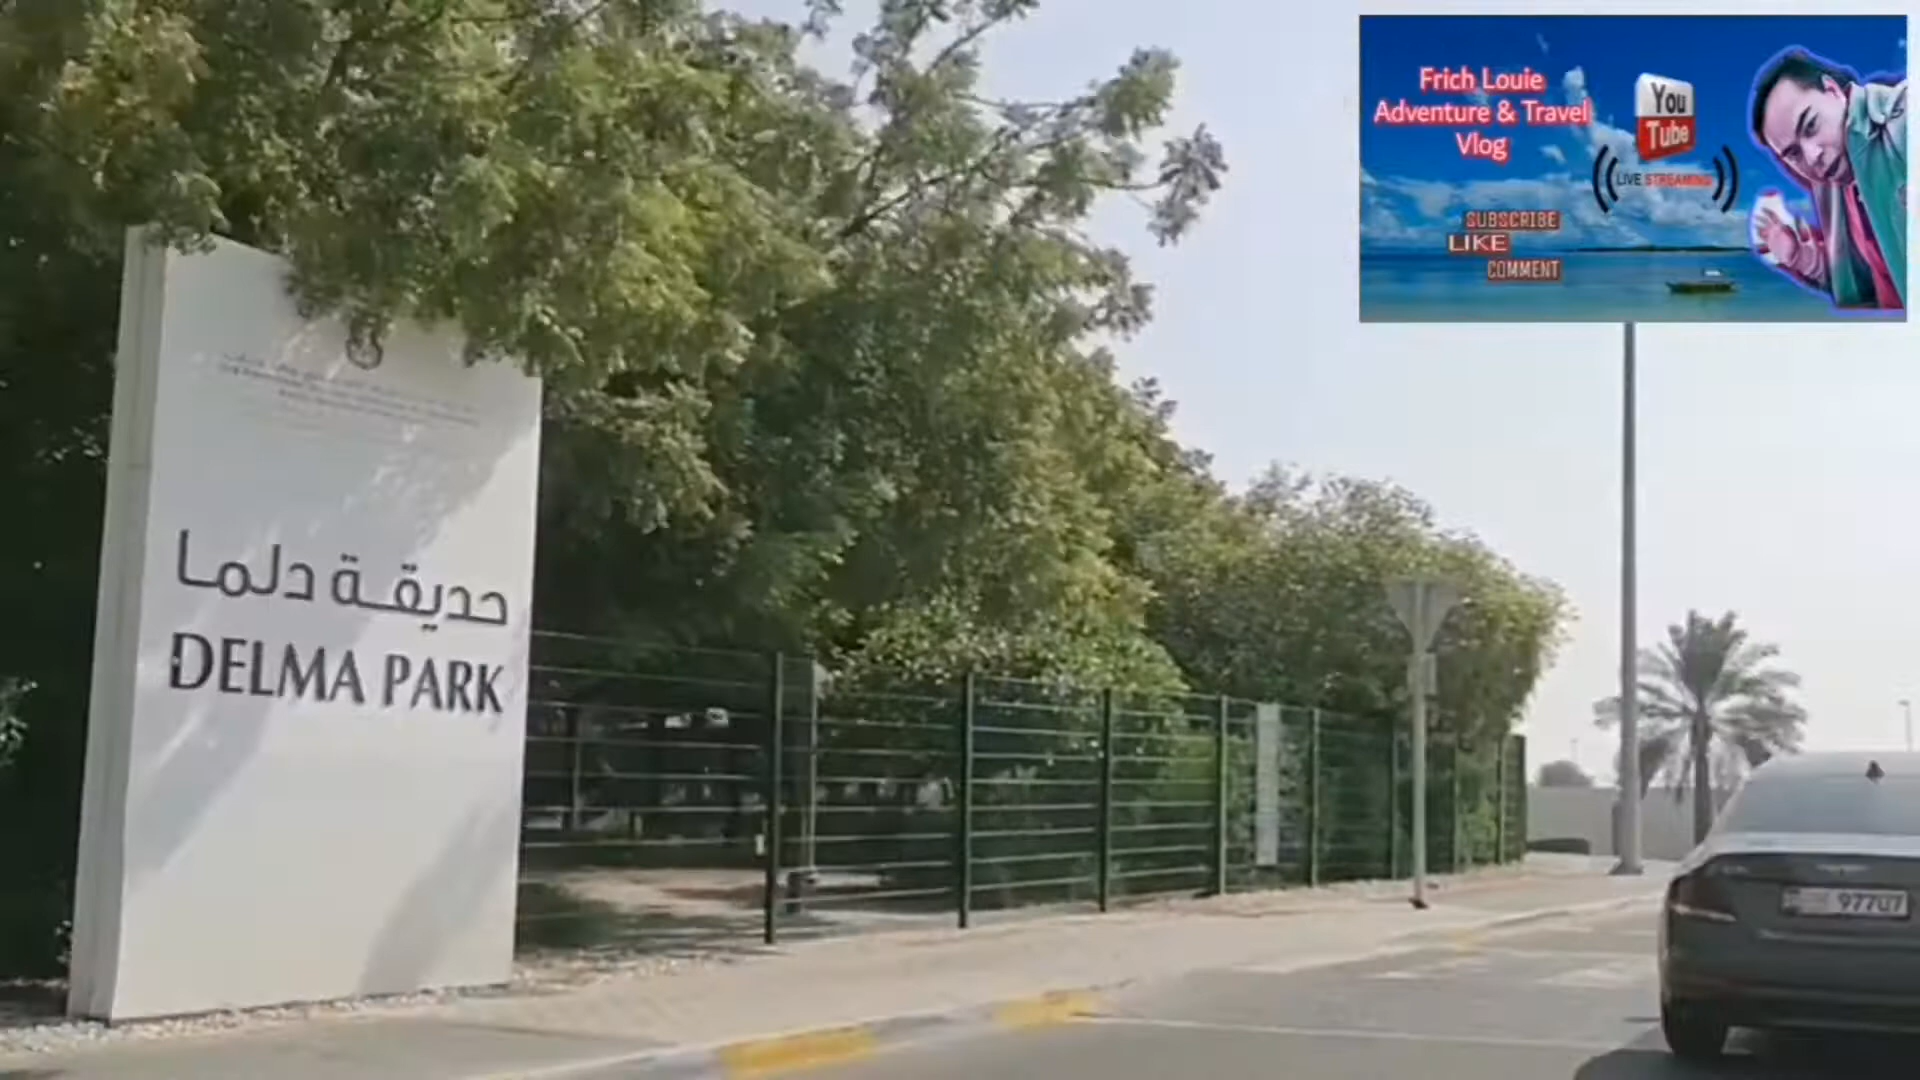 حديقة دلما
DELMA PARK
Frich Louie
Adventure & Travel
Vlog
You
Tube
LIVE STREAMING
SUBSCRIBE
LIKE
COMMENT